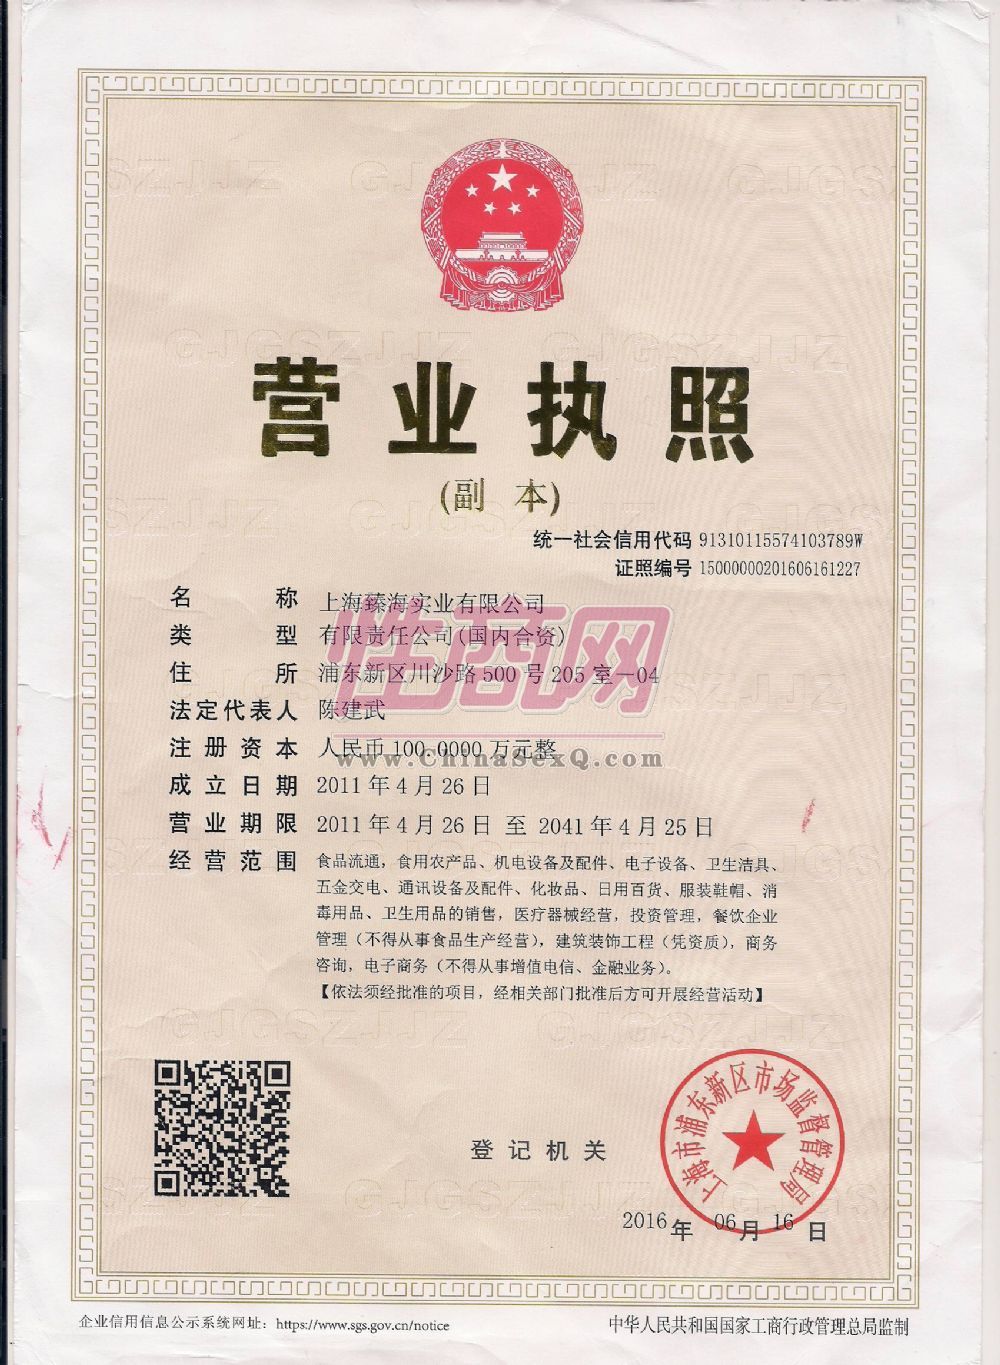 营业执照
(副 本)
统一社会信用代码 91310115574103789W
证照编号 15000000201606161227
名 称 上海臻海实业有限公司
类 型 有限责任公司(国内合资)
住 所 浦东新区川沙路500号205室-04
法定代表人 陈建武
注册资本 人民币100.0000万元整
成立日期 2011年4月26日
营业期限 2011年4月26日 至 2041年4月25日
经营范围 食品流通，食用农产品、机电设备及配件、电子设备、卫生洁具、
五金交电、通讯设备及配件、化妆品、日用百货、服装鞋帽、消
毒用品、卫生用品的销售，医疗器械经营，投资管理，餐饮企业
管理（不得从事食品生产经营），建筑装饰工程（凭资质），商务
咨询，电子商务（不得从事增值电信、金融业务）。
【依法须经批准的项目，经相关部门批准后方可开展经营活动】
性商网
www.ChinaSexQ.com
登记机关
上海市浦东新区市场监督管理局
2016年 06月 16日
企业信用信息公示系统网址：https://www.sgs.gov.cn/notice
中华人民共和国国家工商行政管理总局监制